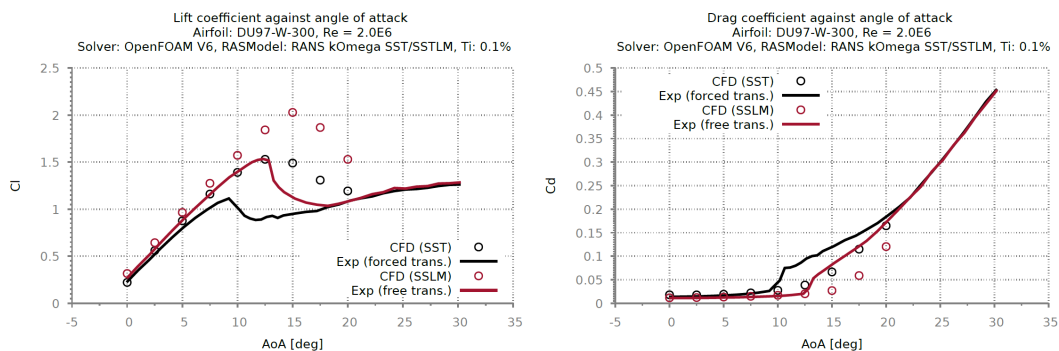 Lift coefficient against angle of attack
Airfoil: DU97-W-300, Re = 2.0E6
Solver: OpenFOAM V6, RASModel: RANS kOmega SST/SSTLM, Ti: 0.1%
2.5
2
1.5
1
0.5
0
Cl
-5
0
5
10
15
20
25
30
35
AoA [deg]
CFD (SST)
Exp (forced trans.)
CFD (SSLM)
Exp (free trans.)
Drag coefficient against angle of attack
Airfoil: DU97-W-300, Re = 2.0E6
Solver: OpenFOAM V6, RASModel: RANS kOmega SST/SSTLM, Ti: 0.1%
0.5
0.45
0.4
0.35
0.3
0.25
0.2
0.15
0.1
0.05
0
Cd
-5
0
5
10
15
20
25
30
35
AoA [deg]
CFD (SST)
Exp (forced trans.)
CFD (SSLM)
Exp (free trans.)